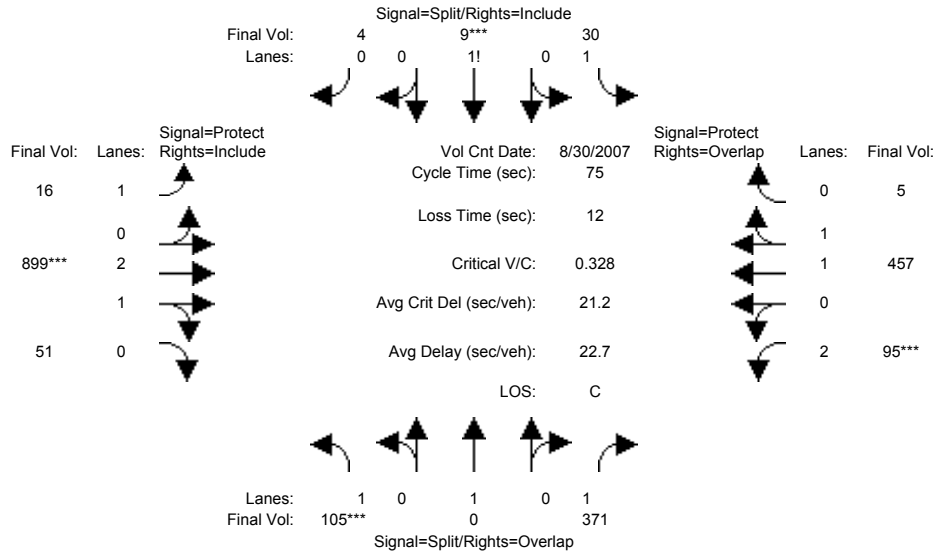 Signal=Split/Rights=Include
Final Vol: 4 9*** 30
Lanes: 0 0 1! 0 1
Signal=Protect
Final Vol: Lanes: Rights=Include
Vol Cnt Date: 8/30/2007
Signal=Protect
Rights=Overlap Lanes: Final Vol:
Cycle Time (sec): 75
16 1
0 5
Loss Time (sec): 12
0
1
899*** 2
Critical V/C: 0.328
1 457
1
Avg Crit Del (sec/veh): 21.2
0
51 0
Avg Delay (sec/veh): 22.7
2 95***
LOS: C
Lanes: 1 0 1 0 1
Final Vol: 105*** 0 371
Signal=Split/Rights=Overlap